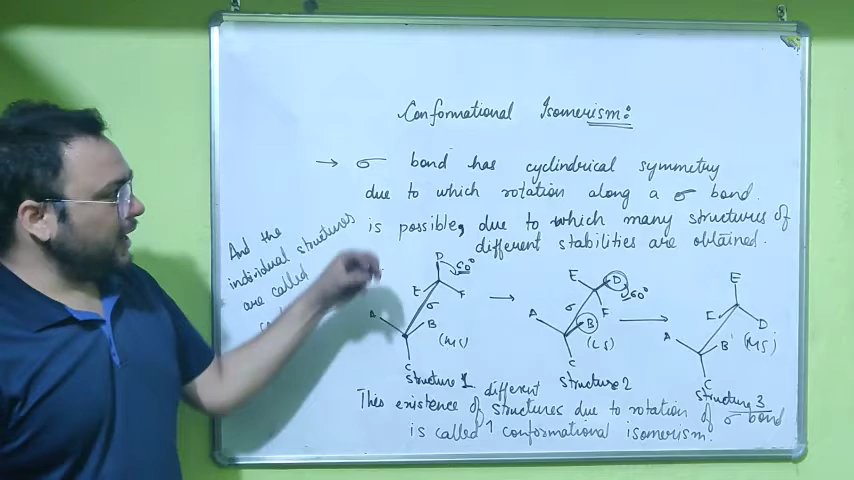 Conformational Isomerism:
→ σ bond has cyclindrical symmetry
due to which rotation along a σ bond.
is possible, due to which many structures of
different stabilities are obtained.
And the
individual structures
are called
D 60°
E F
σ
A B
C
(MS)
structure 1
E D
60°
σ F
A B
C
(LS)
structure 2
E
F D
A B'
C
(MS)
structure 3
This existence of different structures due to rotation of σ bond
is called conformational isomerism.